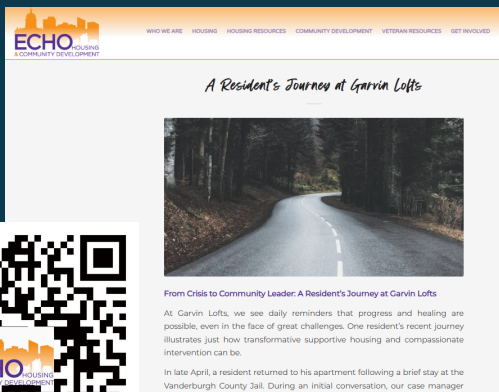 ECHO HOUSING
& COMMUNITY DEVELOPMENT
WHO WE ARE HOUSING HOUSING RESOURCES COMMUNITY DEVELOPMENT VETERAN RESOURCES GET INVOLVED
A Resident's Journey at Garvin Lofts
From Crisis to Community Leader: A Resident's Journey at Garvin Lofts
At Garvin Lofts, we see daily reminders that progress and healing are
possible, even in the face of great challenges. One resident's recent journey
illustrates just how transformative supportive housing and compassionate
intervention can be.
In late April, a resident returned to his apartment following a brief stay at the
Vanderburgh County Jail. During an initial conversation, our case manager
HO HOUSING
UNITY DEVELOPMENT